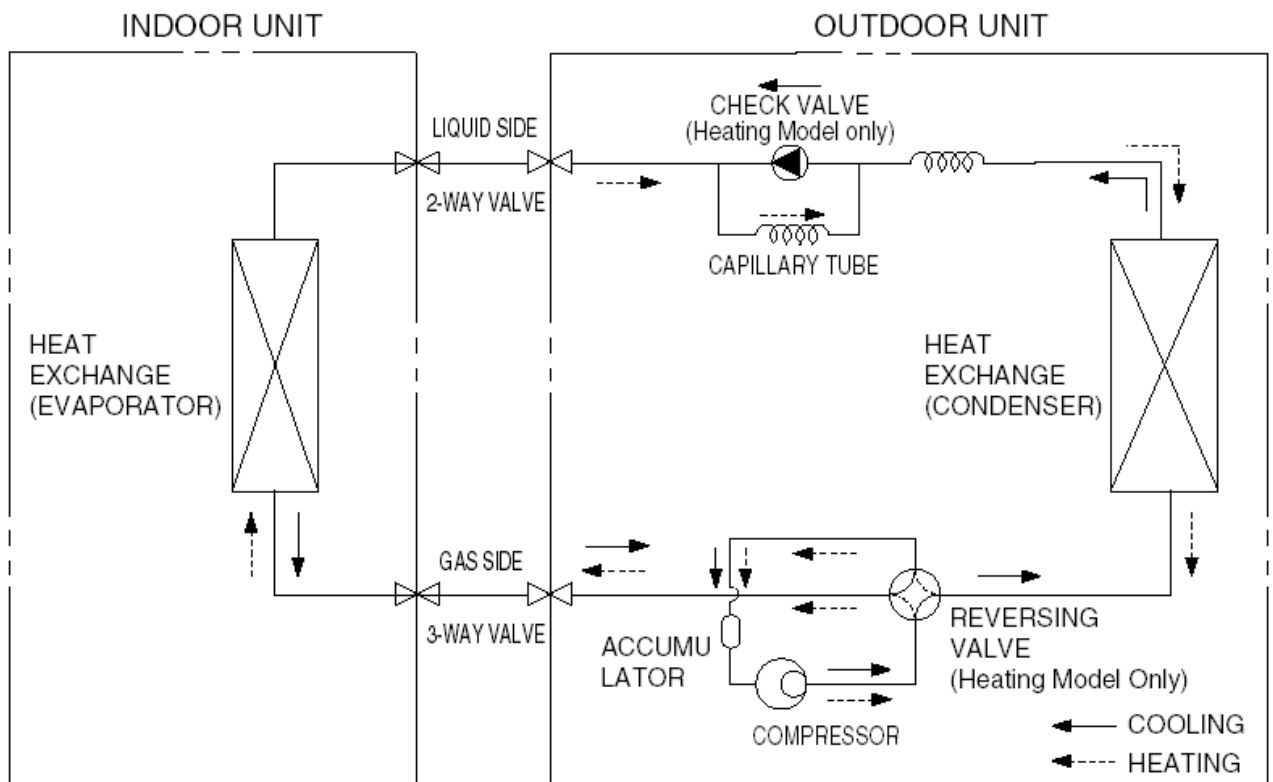 INDOOR UNIT
OUTDOOR UNIT
CHECK VALVE
(Heating Model only)
LIQUID SIDE
2-WAY VALVE
CAPILLARY TUBE
HEAT
EXCHANGE
(EVAPORATOR)
HEAT
EXCHANGE
(CONDENSER)
GAS SIDE
3-WAY VALVE
ACCUMU
LATOR
COMPRESSOR
REVERSING
VALVE
(Heating Model Only)
COOLING
HEATING